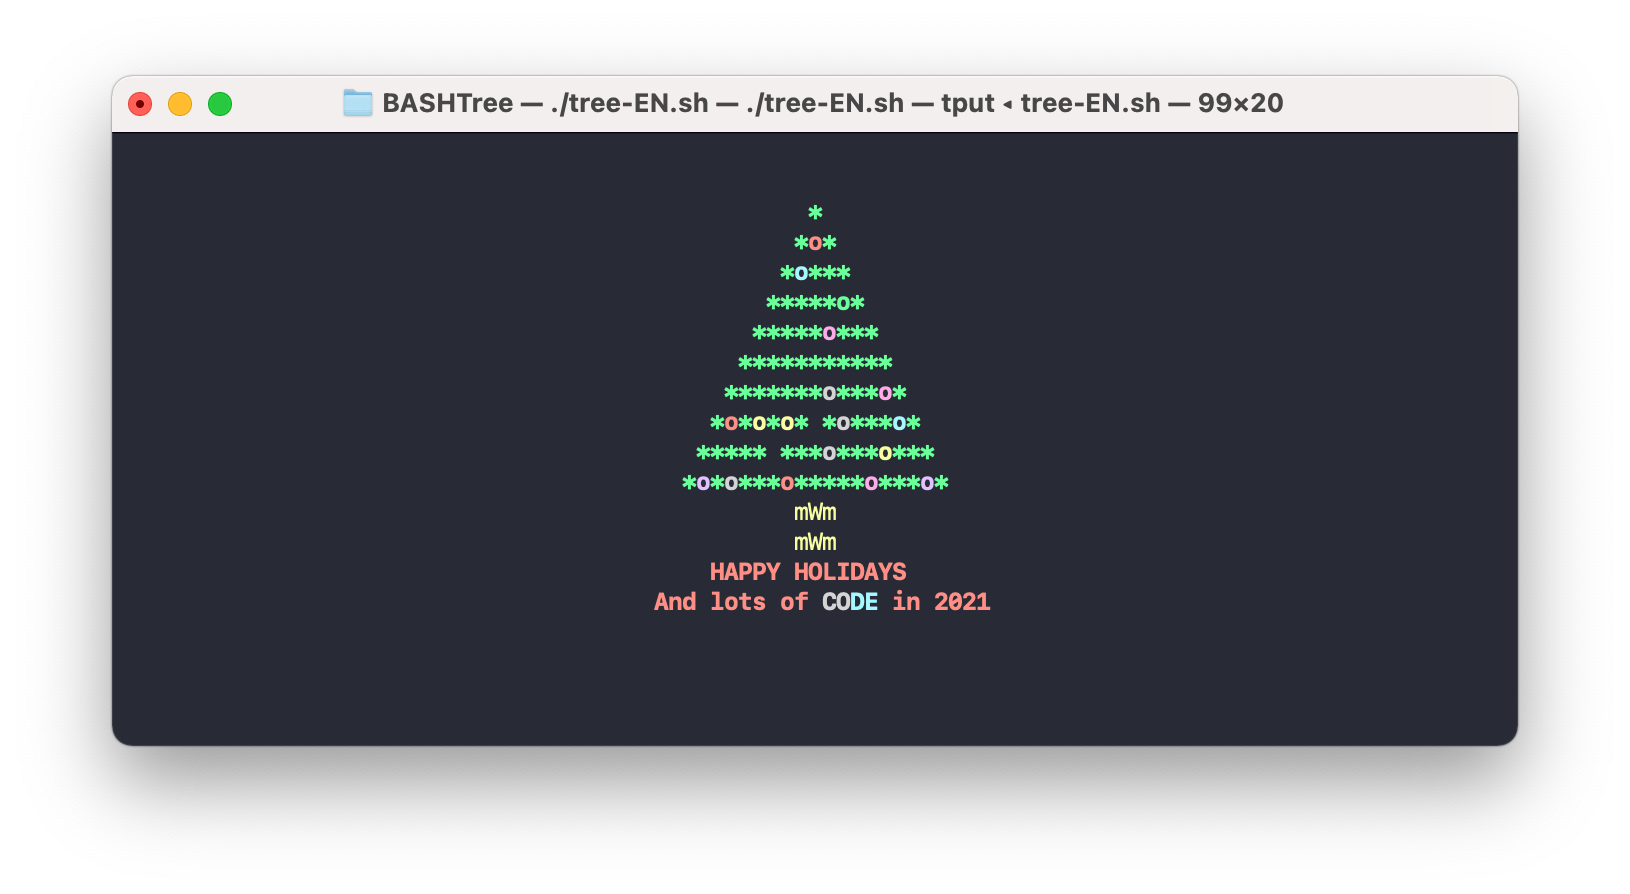 BASHTree — ./tree-EN.sh — ./tree-EN.sh — tput ◂ tree-EN.sh — 99×20
*
*o*
*o***
*****o*
*****o***
***********
*******o***o*
*o*o*o* *o***o*
***** ***o***o***
*o*o***o*****o***o*
mWm
mWm
HAPPY HOLIDAYS
And lots of CODE in 2021